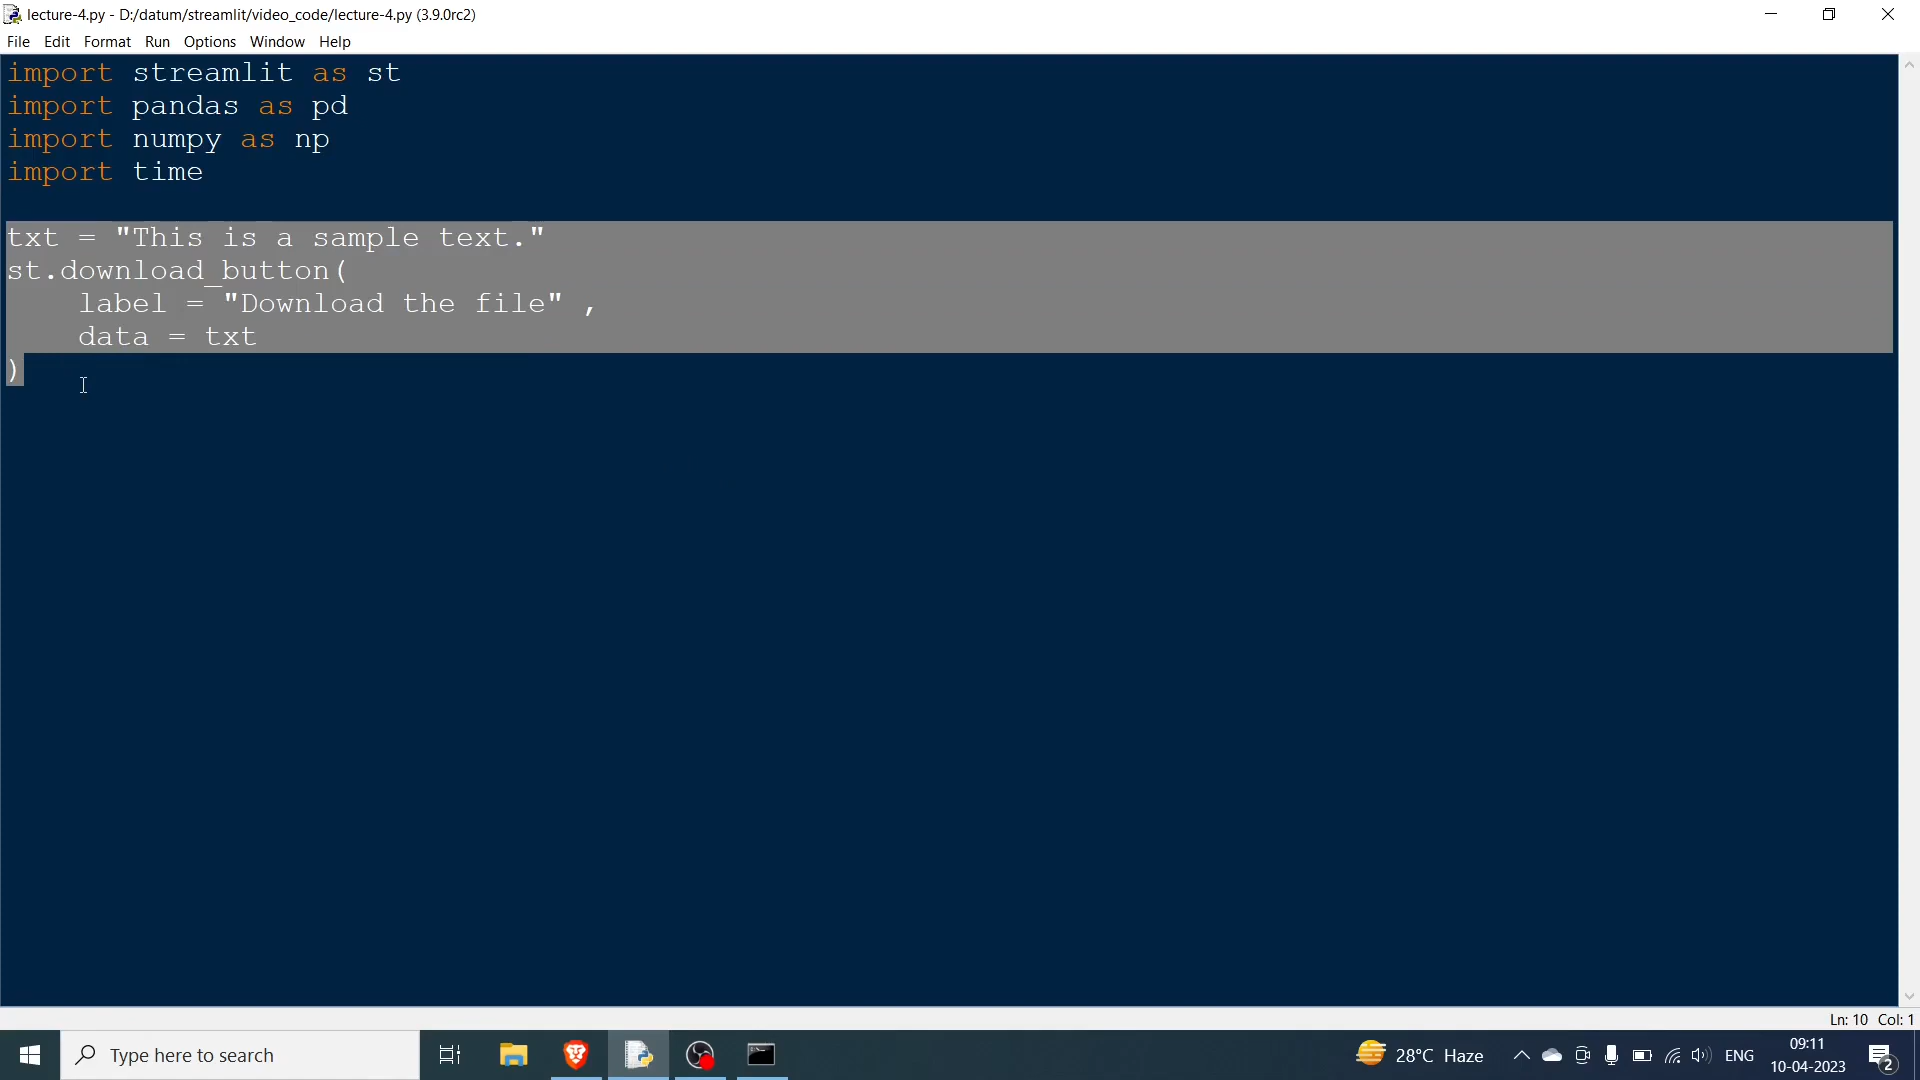 lecture-4.py - D:/datum/streamlit/video_code/lecture-4.py (3.9.0rc2)
File Edit Format Run Options Window Help
import streamlit as st
import pandas as pd
import numpy as np
import time
txt = "This is a sample text."
st.download_button(
    label = "Download the file" ,
    data = txt
)
Ln: 10 Col: 1
Type here to search
28°C Haze
ENG
09:11
10-04-2023
2